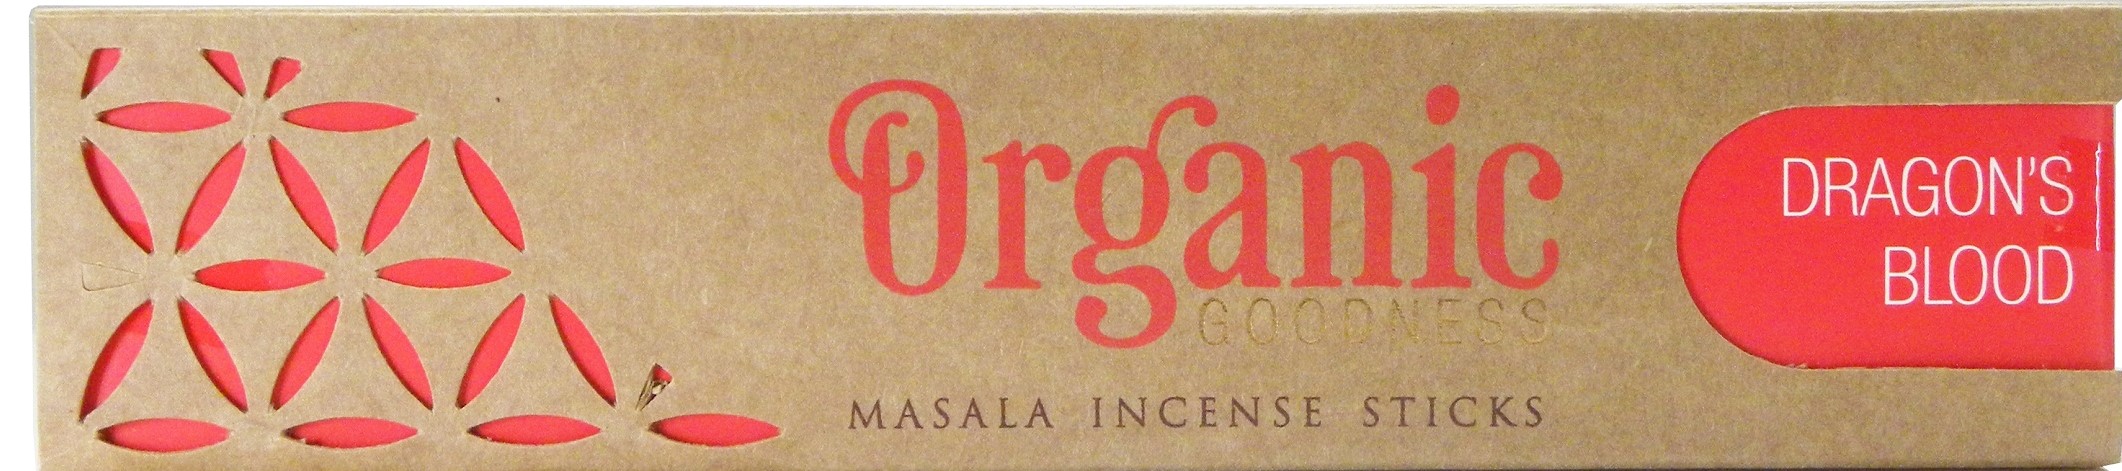 Organic
GOODNESS
MASALA INCENSE STICKS
DRAGON'S
BLOOD